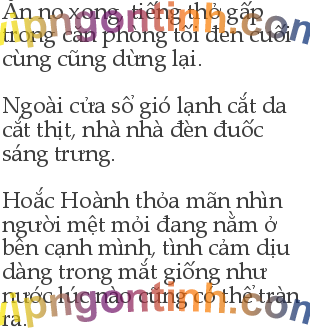 Ăn no xong, tiếng thở gấp
trong căn phòng tối đen cuối
cùng cũng dừng lại.
Ngoài cửa sổ gió lạnh cắt da
cắt thịt, nhà nhà đèn đuốc
sáng trưng.
Hoắc Hoành thỏa mãn nhìn
người mệt mỏi đang nằm ở
bên cạnh mình, tình cảm dịu
dàng trong mắt giống như
nước lúc nào cũng có thể tràn
ra.